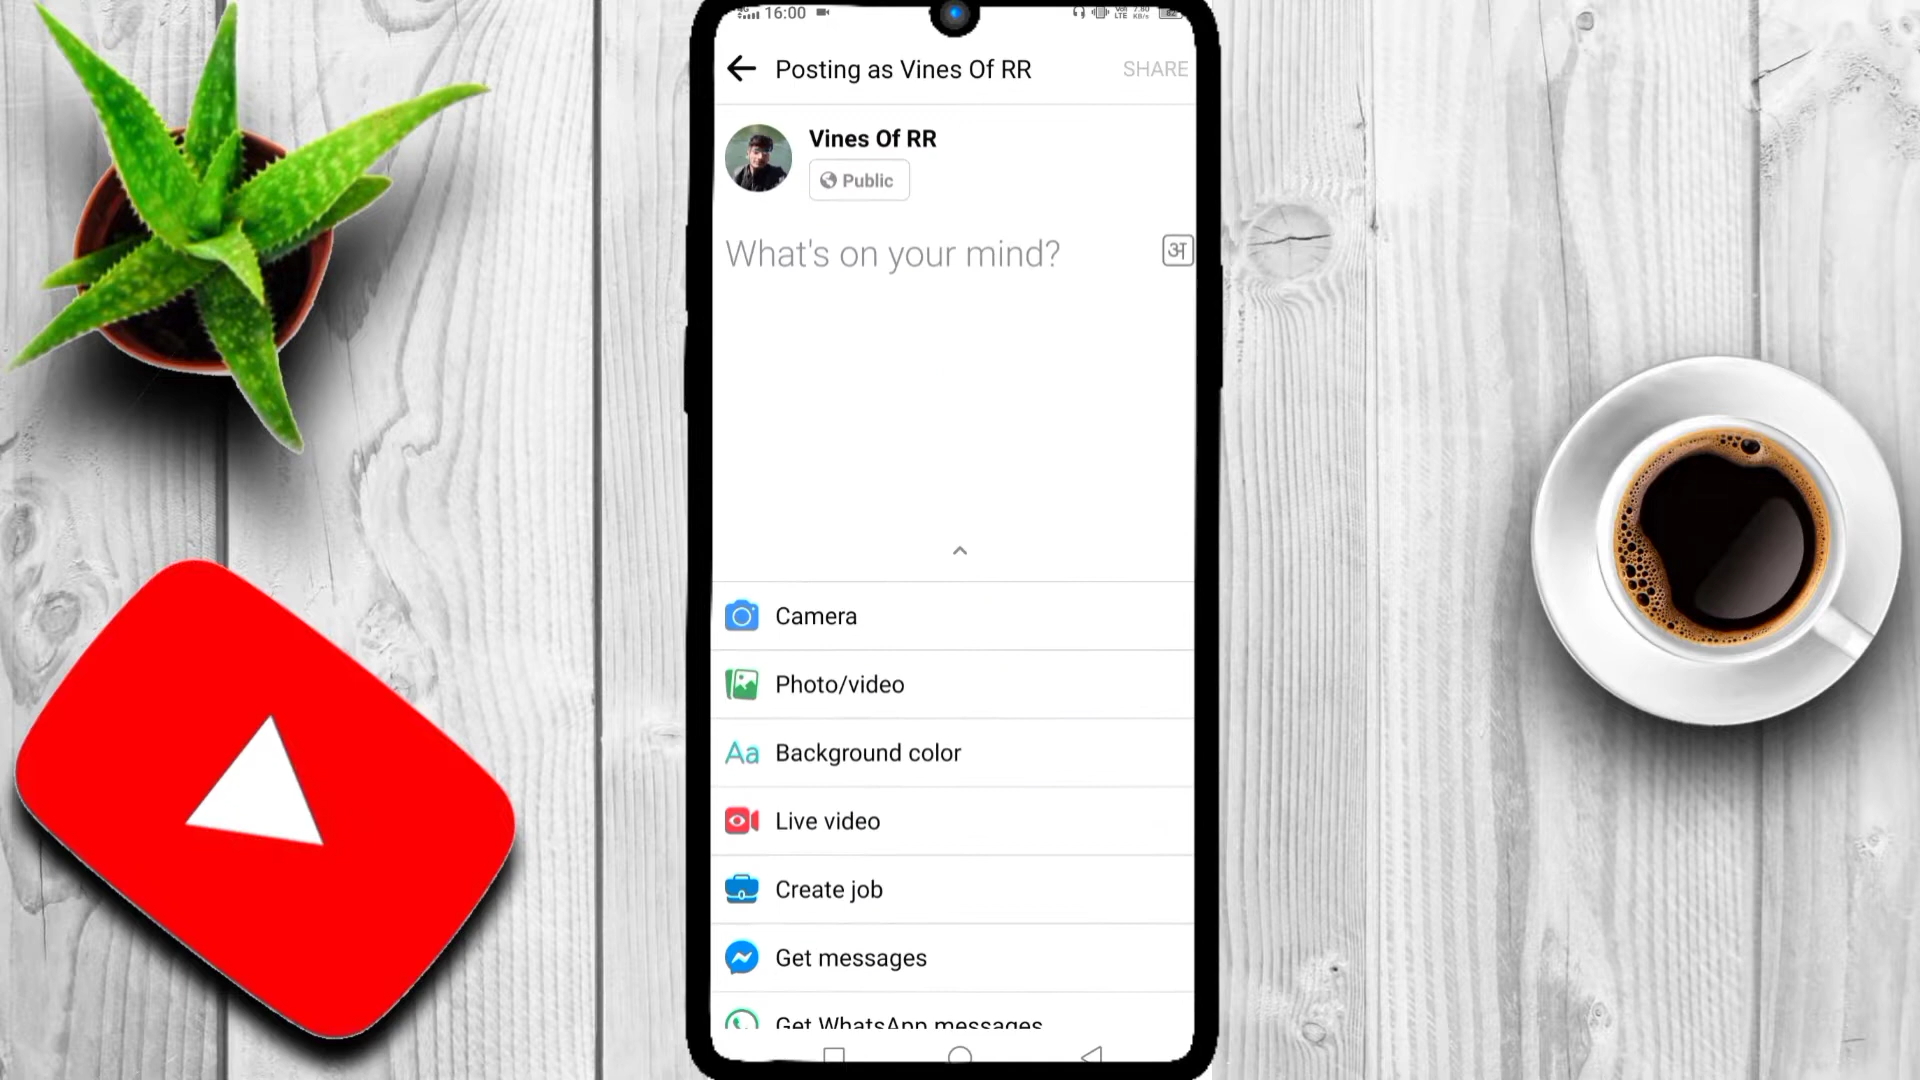 16:00
82
Posting as Vines Of RR
SHARE
Vines Of RR
Public
What's on your mind?
अ
Camera
Photo/video
Aa
Background color
Live video
Create job
Get messages
Get WhatsApp messages